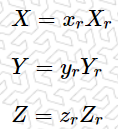 X = x_r X_r
Y = y_r Y_r
Z = z_r Z_r